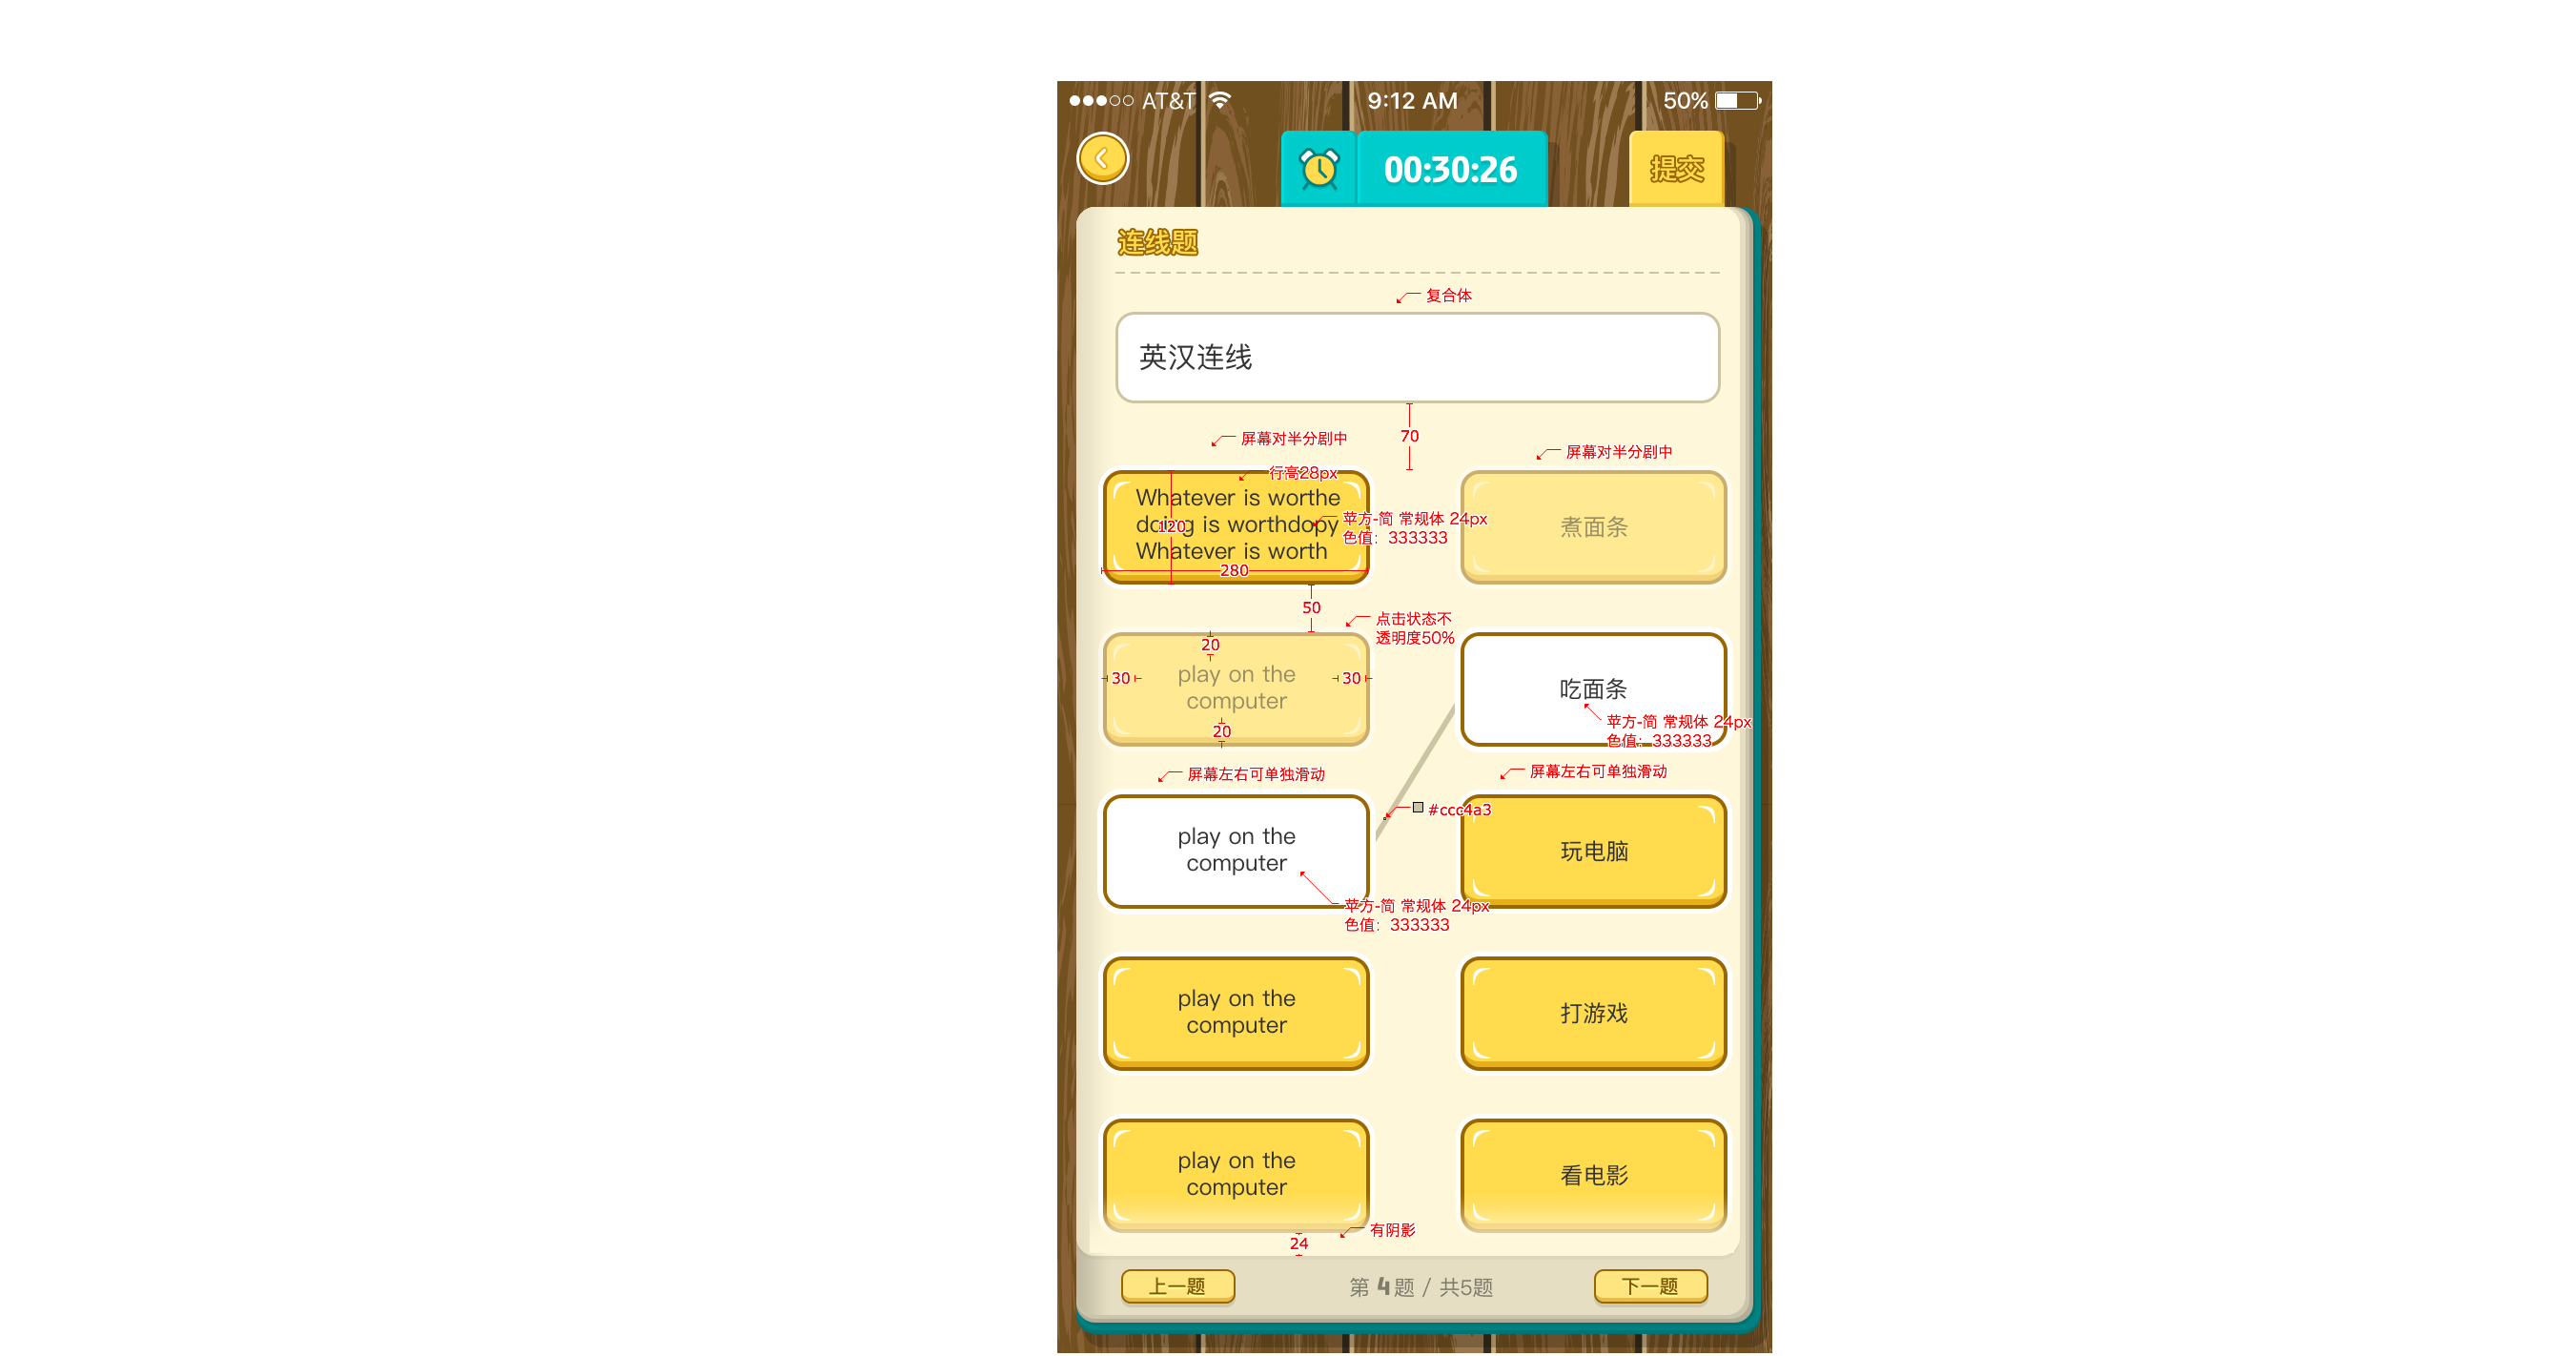 AT&T 9:12 AM 50%
00:30:26 提交
连线题
复合体
英汉连线
70
屏幕对半分剧中
屏幕对半分剧中
行高28px
Whatever is worthe
doing is worthdopy
Whatever is worth
120
280
苹方-简 常规体 24px
色值：333333
煮面条
50
点击状态不
透明度50%
20
30
30
play on the
computer
20
吃面条
苹方-简 常规体 24px
色值：333333
屏幕左右可单独滑动
屏幕左右可单独滑动
#ccc4a3
play on the
computer
玩电脑
苹方-简 常规体 24px
色值：333333
play on the
computer
打游戏
play on the
computer
看电影
有阴影
24
上一题 第 4 题 / 共5题 下一题